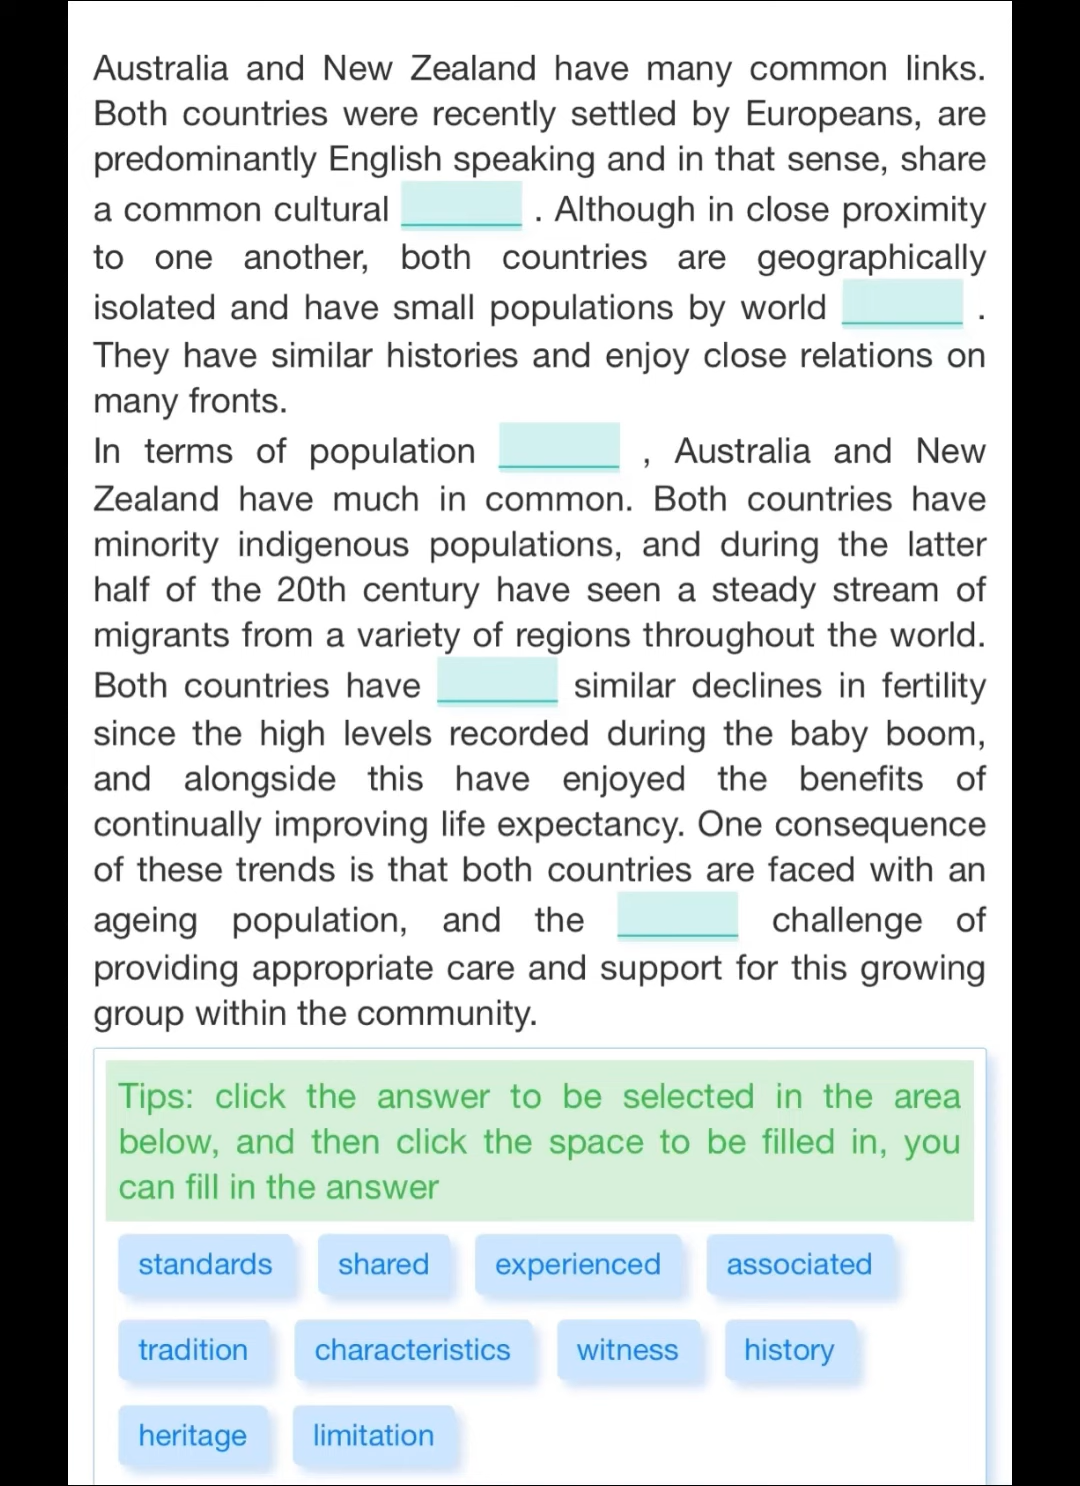 Australia and New Zealand have many common links.
Both countries were recently settled by Europeans, are
predominantly English speaking and in that sense, share
a common cultural . Although in close proximity
to one another, both countries are geographically
isolated and have small populations by world .
They have similar histories and enjoy close relations on
many fronts.
In terms of population , Australia and New
Zealand have much in common. Both countries have
minority indigenous populations, and during the latter
half of the 20th century have seen a steady stream of
migrants from a variety of regions throughout the world.
Both countries have similar declines in fertility
since the high levels recorded during the baby boom,
and alongside this have enjoyed the benefits of
continually improving life expectancy. One consequence
of these trends is that both countries are faced with an
ageing population, and the challenge of
providing appropriate care and support for this growing
group within the community.
Tips: click the answer to be selected in the area
below, and then click the space to be filled in, you
can fill in the answer
standards shared experienced associated
tradition characteristics witness history
heritage limitation